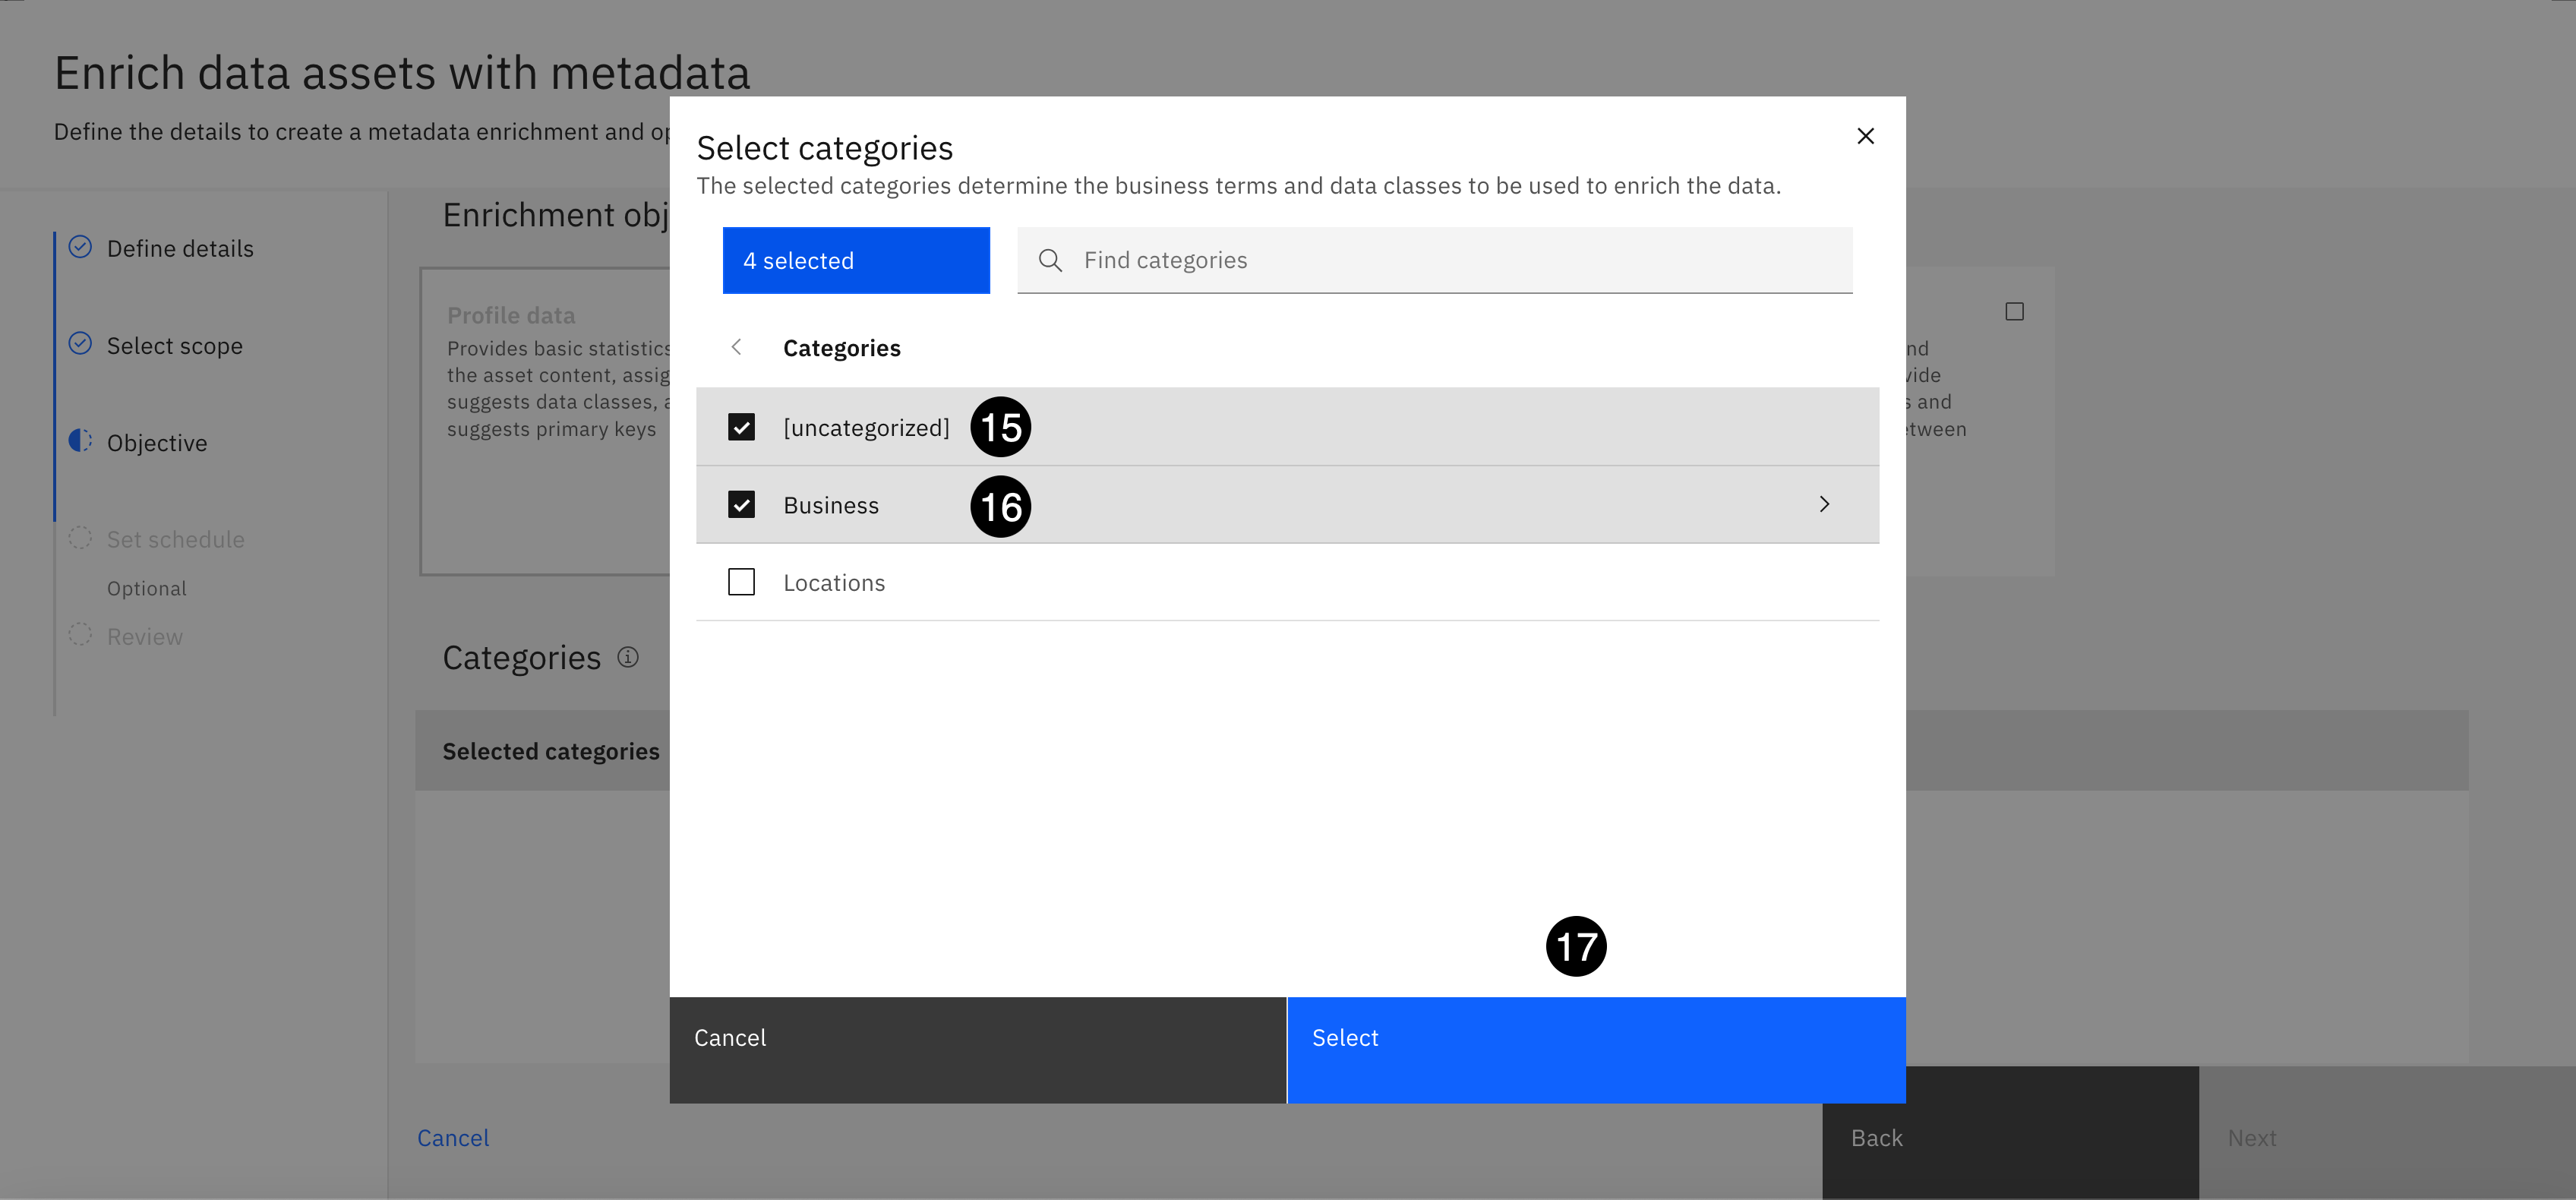 Enrich data assets with metadata
Define the details to create a metadata enrichment and op
Define details
Select scope
Objective
Set schedule
Optional
Review
Enrichment obj
Profile data
Provides basic statistics
the asset content, assig
suggests data classes, a
suggests primary keys
Categories
Selected categories
Cancel
Select categories
The selected categories determine the business terms and data classes to be used to enrich the data.
4 selected
Find categories
Categories
[uncategorized] 15
Business 16
Locations
17
Cancel
Select
nd
vide
s and
etween
Back
Next